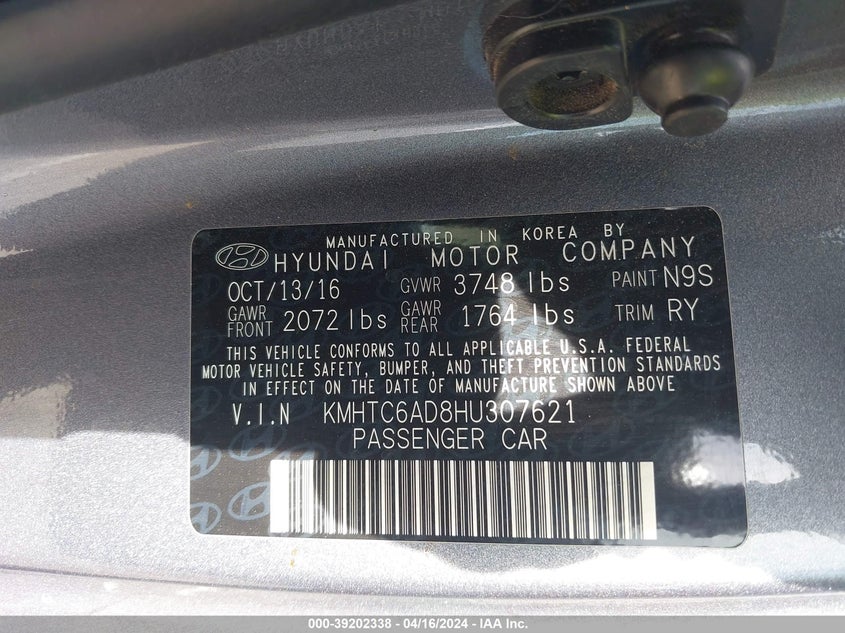 MANUFACTURED IN KOREA BY
HYUNDAI MOTOR COMPANY
OCT/13/16 GVWR 3748 lbs PAINT N9S
GAWR FRONT 2072 lbs GAWR REAR 1764 lbs TRIM RY
THIS VEHICLE CONFORMS TO ALL APPLICABLE U.S.A. FEDERAL
MOTOR VEHICLE SAFETY, BUMPER, AND THEFT PREVENTION STANDARDS
IN EFFECT ON THE DATE OF MANUFACTURE SHOWN ABOVE
V.I.N KMHTC6AD8HU307621
PASSENGER CAR
000-39202338 - 04/16/2024 - IAA Inc.